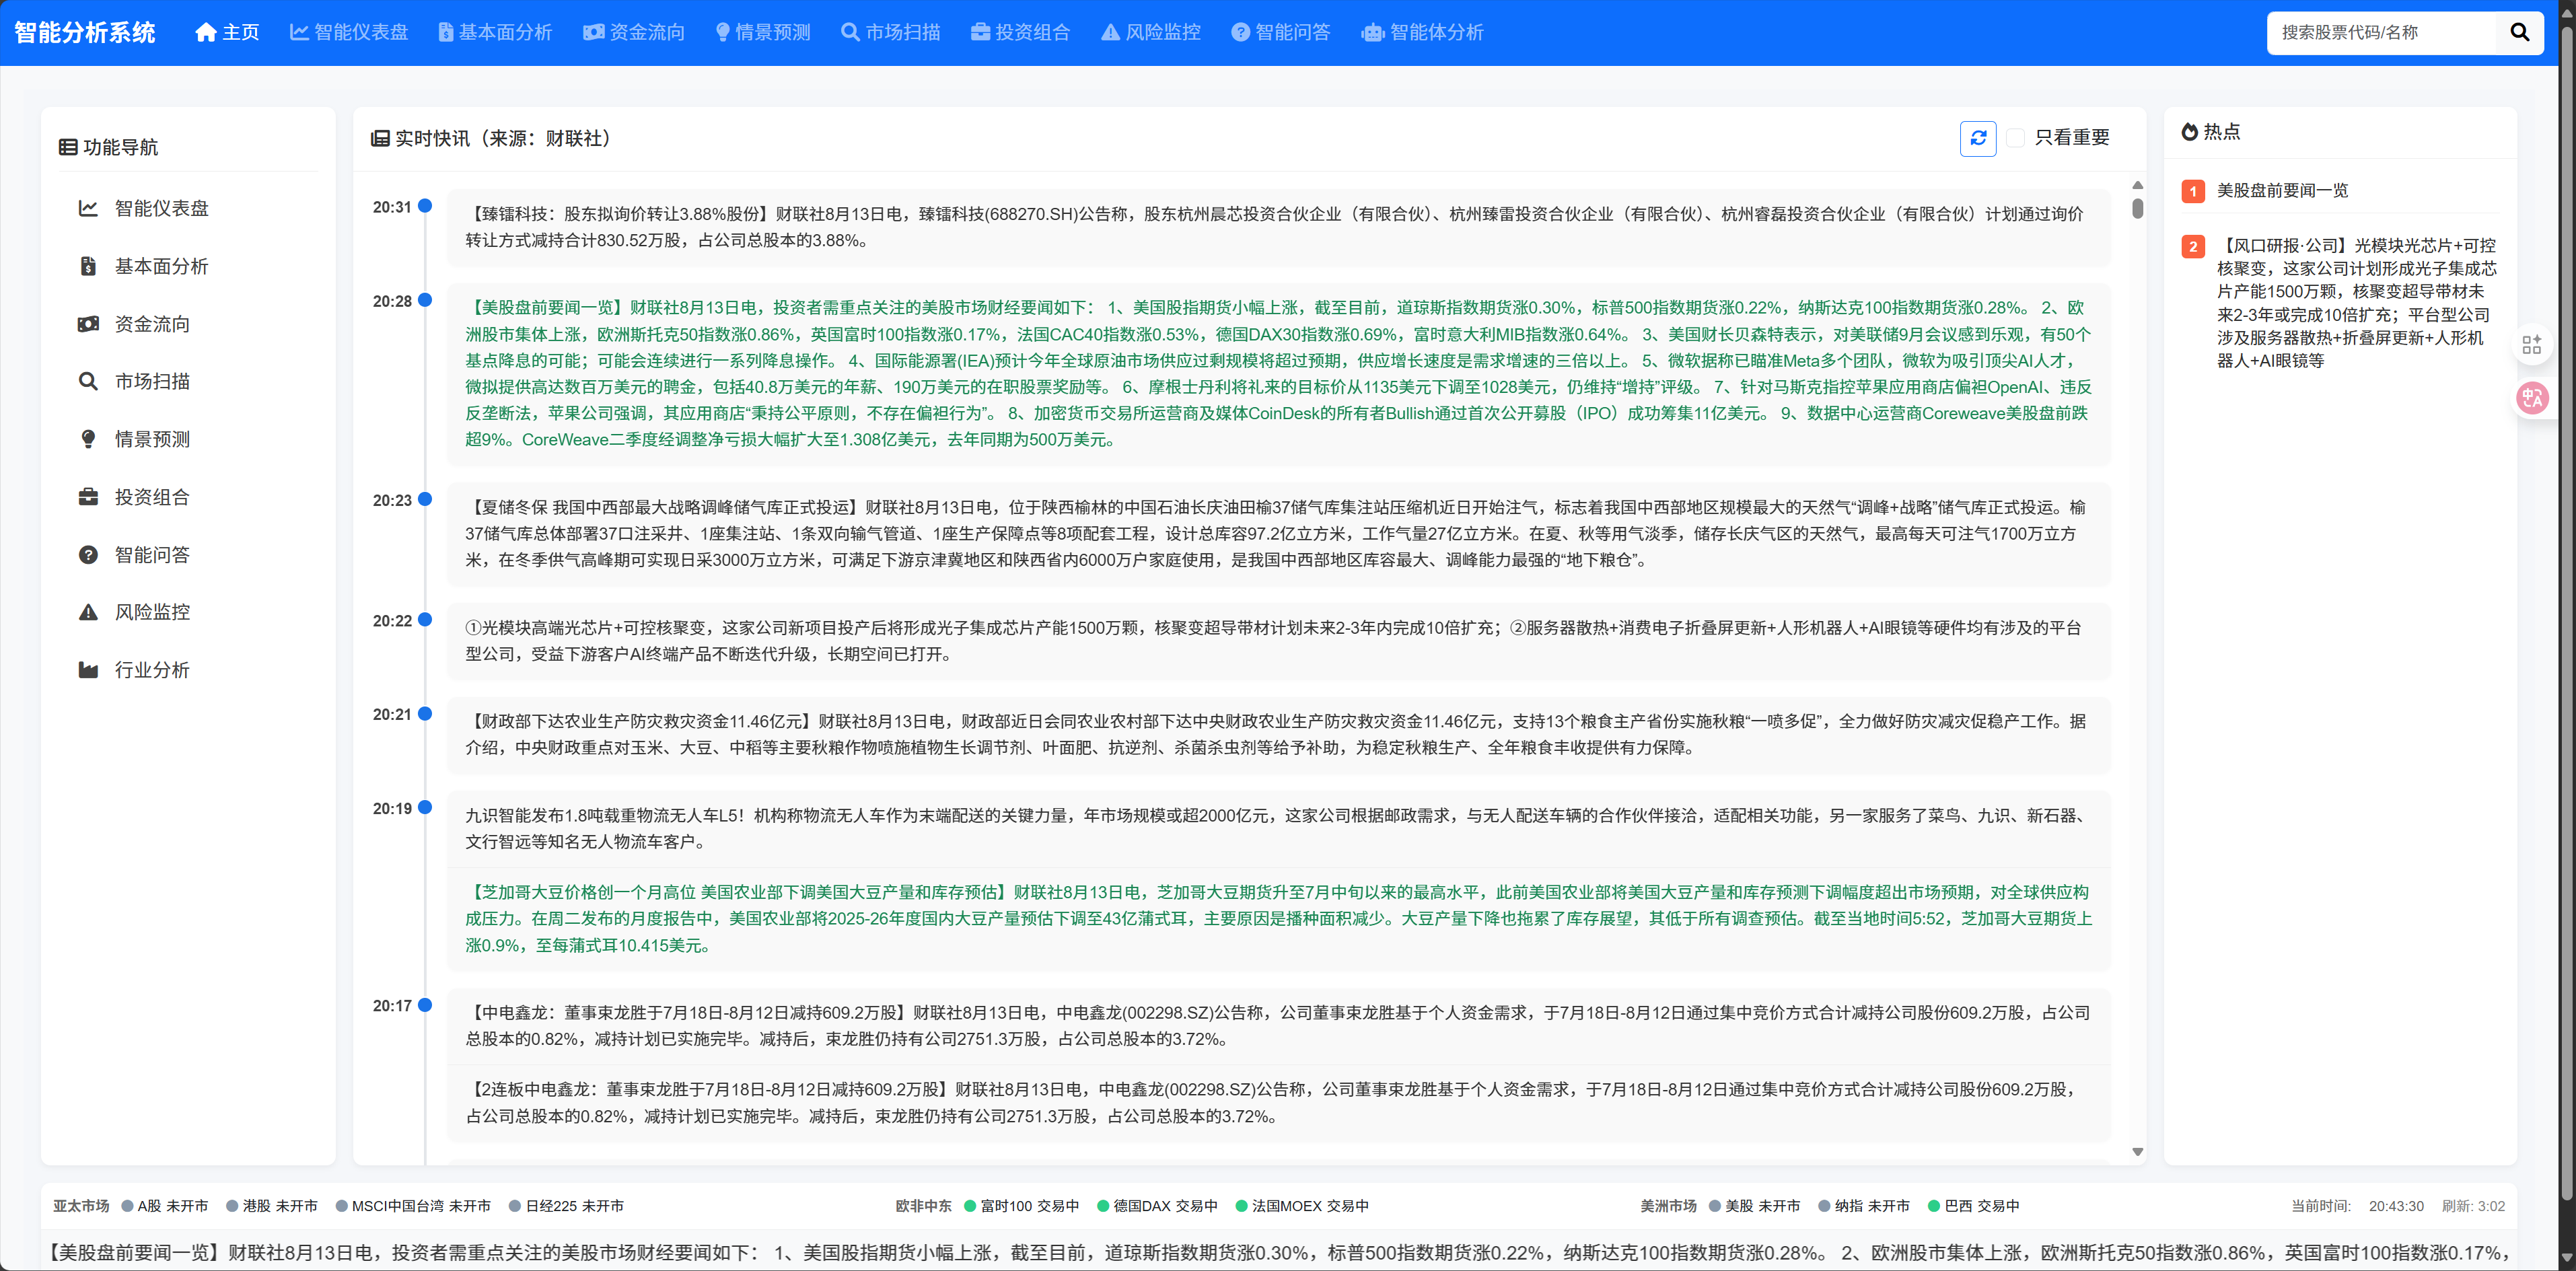 智能分析系统 主页 智能仪表盘 基本面分析 资金流向 情景预测 市场扫描 投资组合 风险监控 智能问答 智能体分析 搜索股票代码/名称
功能导航
智能仪表盘
基本面分析
资金流向
市场扫描
情景预测
投资组合
智能问答
风险监控
行业分析
实时快讯（来源：财联社） 只看重要
20:31
【臻镭科技：股东拟询价转让3.88%股份】财联社8月13日电，臻镭科技(688270.SH)公告称，股东杭州晨芯投资合伙企业（有限合伙）、杭州臻雷投资合伙企业（有限合伙）、杭州睿磊投资合伙企业（有限合伙）计划通过询价
转让方式减持合计830.52万股，占公司总股本的3.88%。
20:28
【美股盘前要闻一览】财联社8月13日电，投资者需重点关注的美股市场财经要闻如下： 1、美国股指期货小幅上涨，截至目前，道琼斯指数期货涨0.30%，标普500指数期货涨0.22%，纳斯达克100指数期货涨0.28%。 2、欧
洲股市集体上涨，欧洲斯托克50指数涨0.86%，英国富时100指数涨0.17%，法国CAC40指数涨0.53%，德国DAX30指数涨0.69%，富时意大利MIB指数涨0.64%。 3、美国财长贝森特表示，对美联储9月会议感到乐观，有50个
基点降息的可能；可能会连续进行一系列降息操作。 4、国际能源署(IEA)预计今年全球原油市场供应过剩规模将超过预期，供应增长速度是需求增速的三倍以上。 5、微软据称已瞄准Meta多个团队，微软为吸引顶尖AI人才，
微拟提供高达数百万美元的聘金，包括40.8万美元的年薪、190万美元的在职股票奖励等。 6、摩根士丹利将礼来的目标价从1135美元下调至1028美元，仍维持“增持”评级。 7、针对马斯克指控苹果应用商店偏袒OpenAI、违反
反垄断法，苹果公司强调，其应用商店“秉持公平原则，不存在偏袒行为”。 8、加密货币交易所运营商及媒体CoinDesk的所有者Bullish通过首次公开募股（IPO）成功筹集11亿美元。 9、数据中心运营商Coreweave美股盘前跌
超9%。CoreWeave二季度经调整净亏损大幅扩大至1.308亿美元，去年同期为500万美元。
20:23
【夏储冬保 我国中西部最大战略调峰储气库正式投运】财联社8月13日电，位于陕西榆林的中国石油长庆油田榆37储气库集注站压缩机近日开始注气，标志着我国中西部地区规模最大的天然气“调峰+战略”储气库正式投运。榆
37储气库总体部署37口注采井、1座集注站、1条双向输气管道、1座生产保障点等8项配套工程，设计总库容97.2亿立方米，工作气量27亿立方米。在夏、秋等用气淡季，储存长庆气区的天然气，最高每天可注气1700万立方
米，在冬季供气高峰期可实现日采3000万立方米，可满足下游京津冀地区和陕西省内6000万户家庭使用，是我国中西部地区库容最大、调峰能力最强的“地下粮仓”。
20:22
①光模块高端光芯片+可控核聚变，这家公司新项目投产后将形成光子集成芯片产能1500万颗，核聚变超导带材计划未来2-3年内完成10倍扩充；②服务器散热+消费电子折叠屏更新+人形机器人+AI眼镜等硬件均有涉及的平台
型公司，受益下游客户AI终端产品不断迭代升级，长期空间已打开。
20:21
【财政部下达农业生产防灾救灾资金11.46亿元】财联社8月13日电，财政部近日会同农业农村部下达中央财政农业生产防灾救灾资金11.46亿元，支持13个粮食主产省份实施秋粮“一喷多促”，全力做好防灾减灾促稳产工作。据
介绍，中央财政重点对玉米、大豆、中稻等主要秋粮作物喷施植物生长调节剂、叶面肥、抗逆剂、杀菌杀虫剂等给予补助，为稳定秋粮生产、全年粮食丰收提供有力保障。
20:19
九识智能发布1.8吨载重物流无人车L5！机构称物流无人车作为末端配送的关键力量，年市场规模或超2000亿元，这家公司根据邮政需求，与无人配送车辆的合作伙伴接洽，适配相关功能，另一家服务了菜鸟、九识、新石器、
文行智远等知名无人物流车客户。
【芝加哥大豆价格创一个月高位 美国农业部下调美国大豆产量和库存预估】财联社8月13日电，芝加哥大豆期货升至7月中旬以来的最高水平，此前美国农业部将美国大豆产量和库存预测下调幅度超出市场预期，对全球供应构
成压力。在周二发布的月度报告中，美国农业部将2025-26年度国内大豆产量预估下调至43亿蒲式耳，主要原因是播种面积减少。大豆产量下降也拖累了库存展望，其低于所有调查预估。截至当地时间5:52，芝加哥大豆期货上
涨0.9%，至每蒲式耳10.415美元。
20:17
【中电鑫龙：董事束龙胜于7月18日-8月12日减持609.2万股】财联社8月13日电，中电鑫龙(002298.SZ)公告称，公司董事束龙胜基于个人资金需求，于7月18日-8月12日通过集中竞价方式合计减持公司股份609.2万股，占公司
总股本的0.82%，减持计划已实施完毕。减持后，束龙胜仍持有公司2751.3万股，占公司总股本的3.72%。
【2连板中电鑫龙：董事束龙胜于7月18日-8月12日减持609.2万股】财联社8月13日电，中电鑫龙(002298.SZ)公告称，公司董事束龙胜基于个人资金需求，于7月18日-8月12日通过集中竞价方式合计减持公司股份609.2万股，
占公司总股本的0.82%，减持计划已实施完毕。减持后，束龙胜仍持有公司2751.3万股，占公司总股本的3.72%。
热点
1 美股盘前要闻一览
2 【风口研报·公司】光模块光芯片+可控
核聚变，这家公司计划形成光子集成芯
片产能1500万颗，核聚变超导带材未
来2-3年或完成10倍扩充；平台型公司
涉及服务器散热+折叠屏更新+人形机
器人+AI眼镜等
亚太市场 A股 未开市 港股 未开市 MSCI中国台湾 未开市 日经225 未开市 欧非中东 富时100 交易中 德国DAX 交易中 法国MOEX 交易中 美洲市场 美股 未开市 纳指 未开市 巴西 交易中 当前时间: 20:43:30 刷新: 3:02
【美股盘前要闻一览】财联社8月13日电，投资者需重点关注的美股市场财经要闻如下： 1、美国股指期货小幅上涨，截至目前，道琼斯指数期货涨0.30%，标普500指数期货涨0.22%，纳斯达克100指数期货涨0.28%。 2、欧洲股市集体上涨，欧洲斯托克50指数涨0.86%，英国富时100指数涨0.17%，